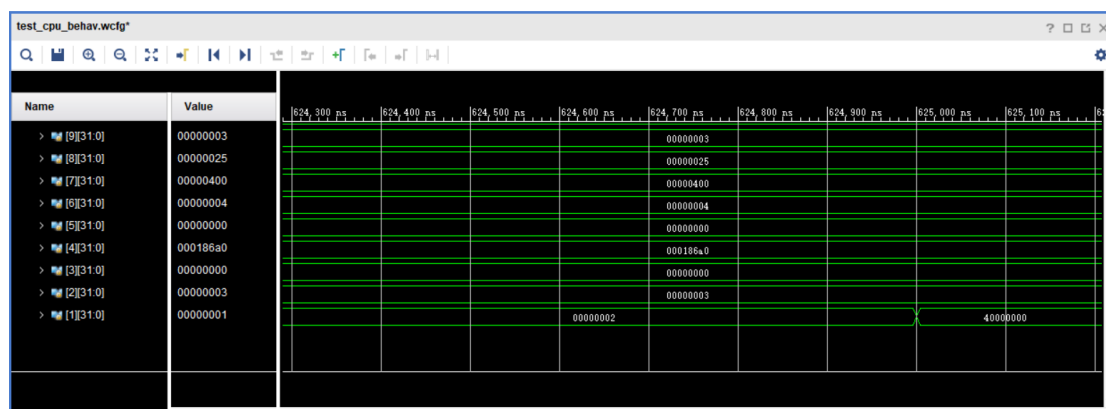 test_cpu_behav.wcfg*
Name Value
624,300 ns 624,400 ns 624,500 ns 624,600 ns 624,700 ns 624,800 ns 624,900 ns 625,000 ns 625,100 ns
[9][31:0] 00000003 00000003
[8][31:0] 00000025 00000025
[7][31:0] 00000400 00000400
[6][31:0] 00000004 00000004
[5][31:0] 00000000 00000000
[4][31:0] 000186a0 000186a0
[3][31:0] 00000000 00000000
[2][31:0] 00000003 00000003
[1][31:0] 00000001 00000002 40000000